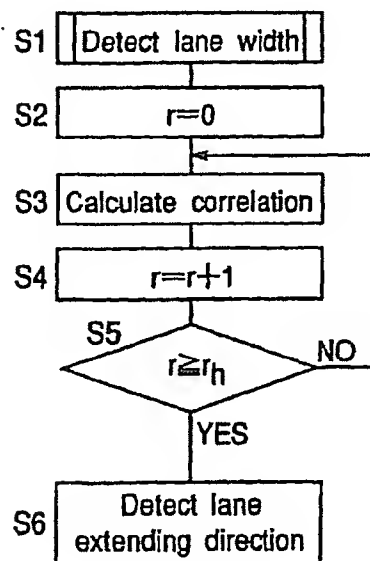 S1 Detect lane width
S2 r=0
S3 Calculate correlation
S4 r=r+1
S5
r≧r_h NO
YES
S6 Detect lane
extending direction